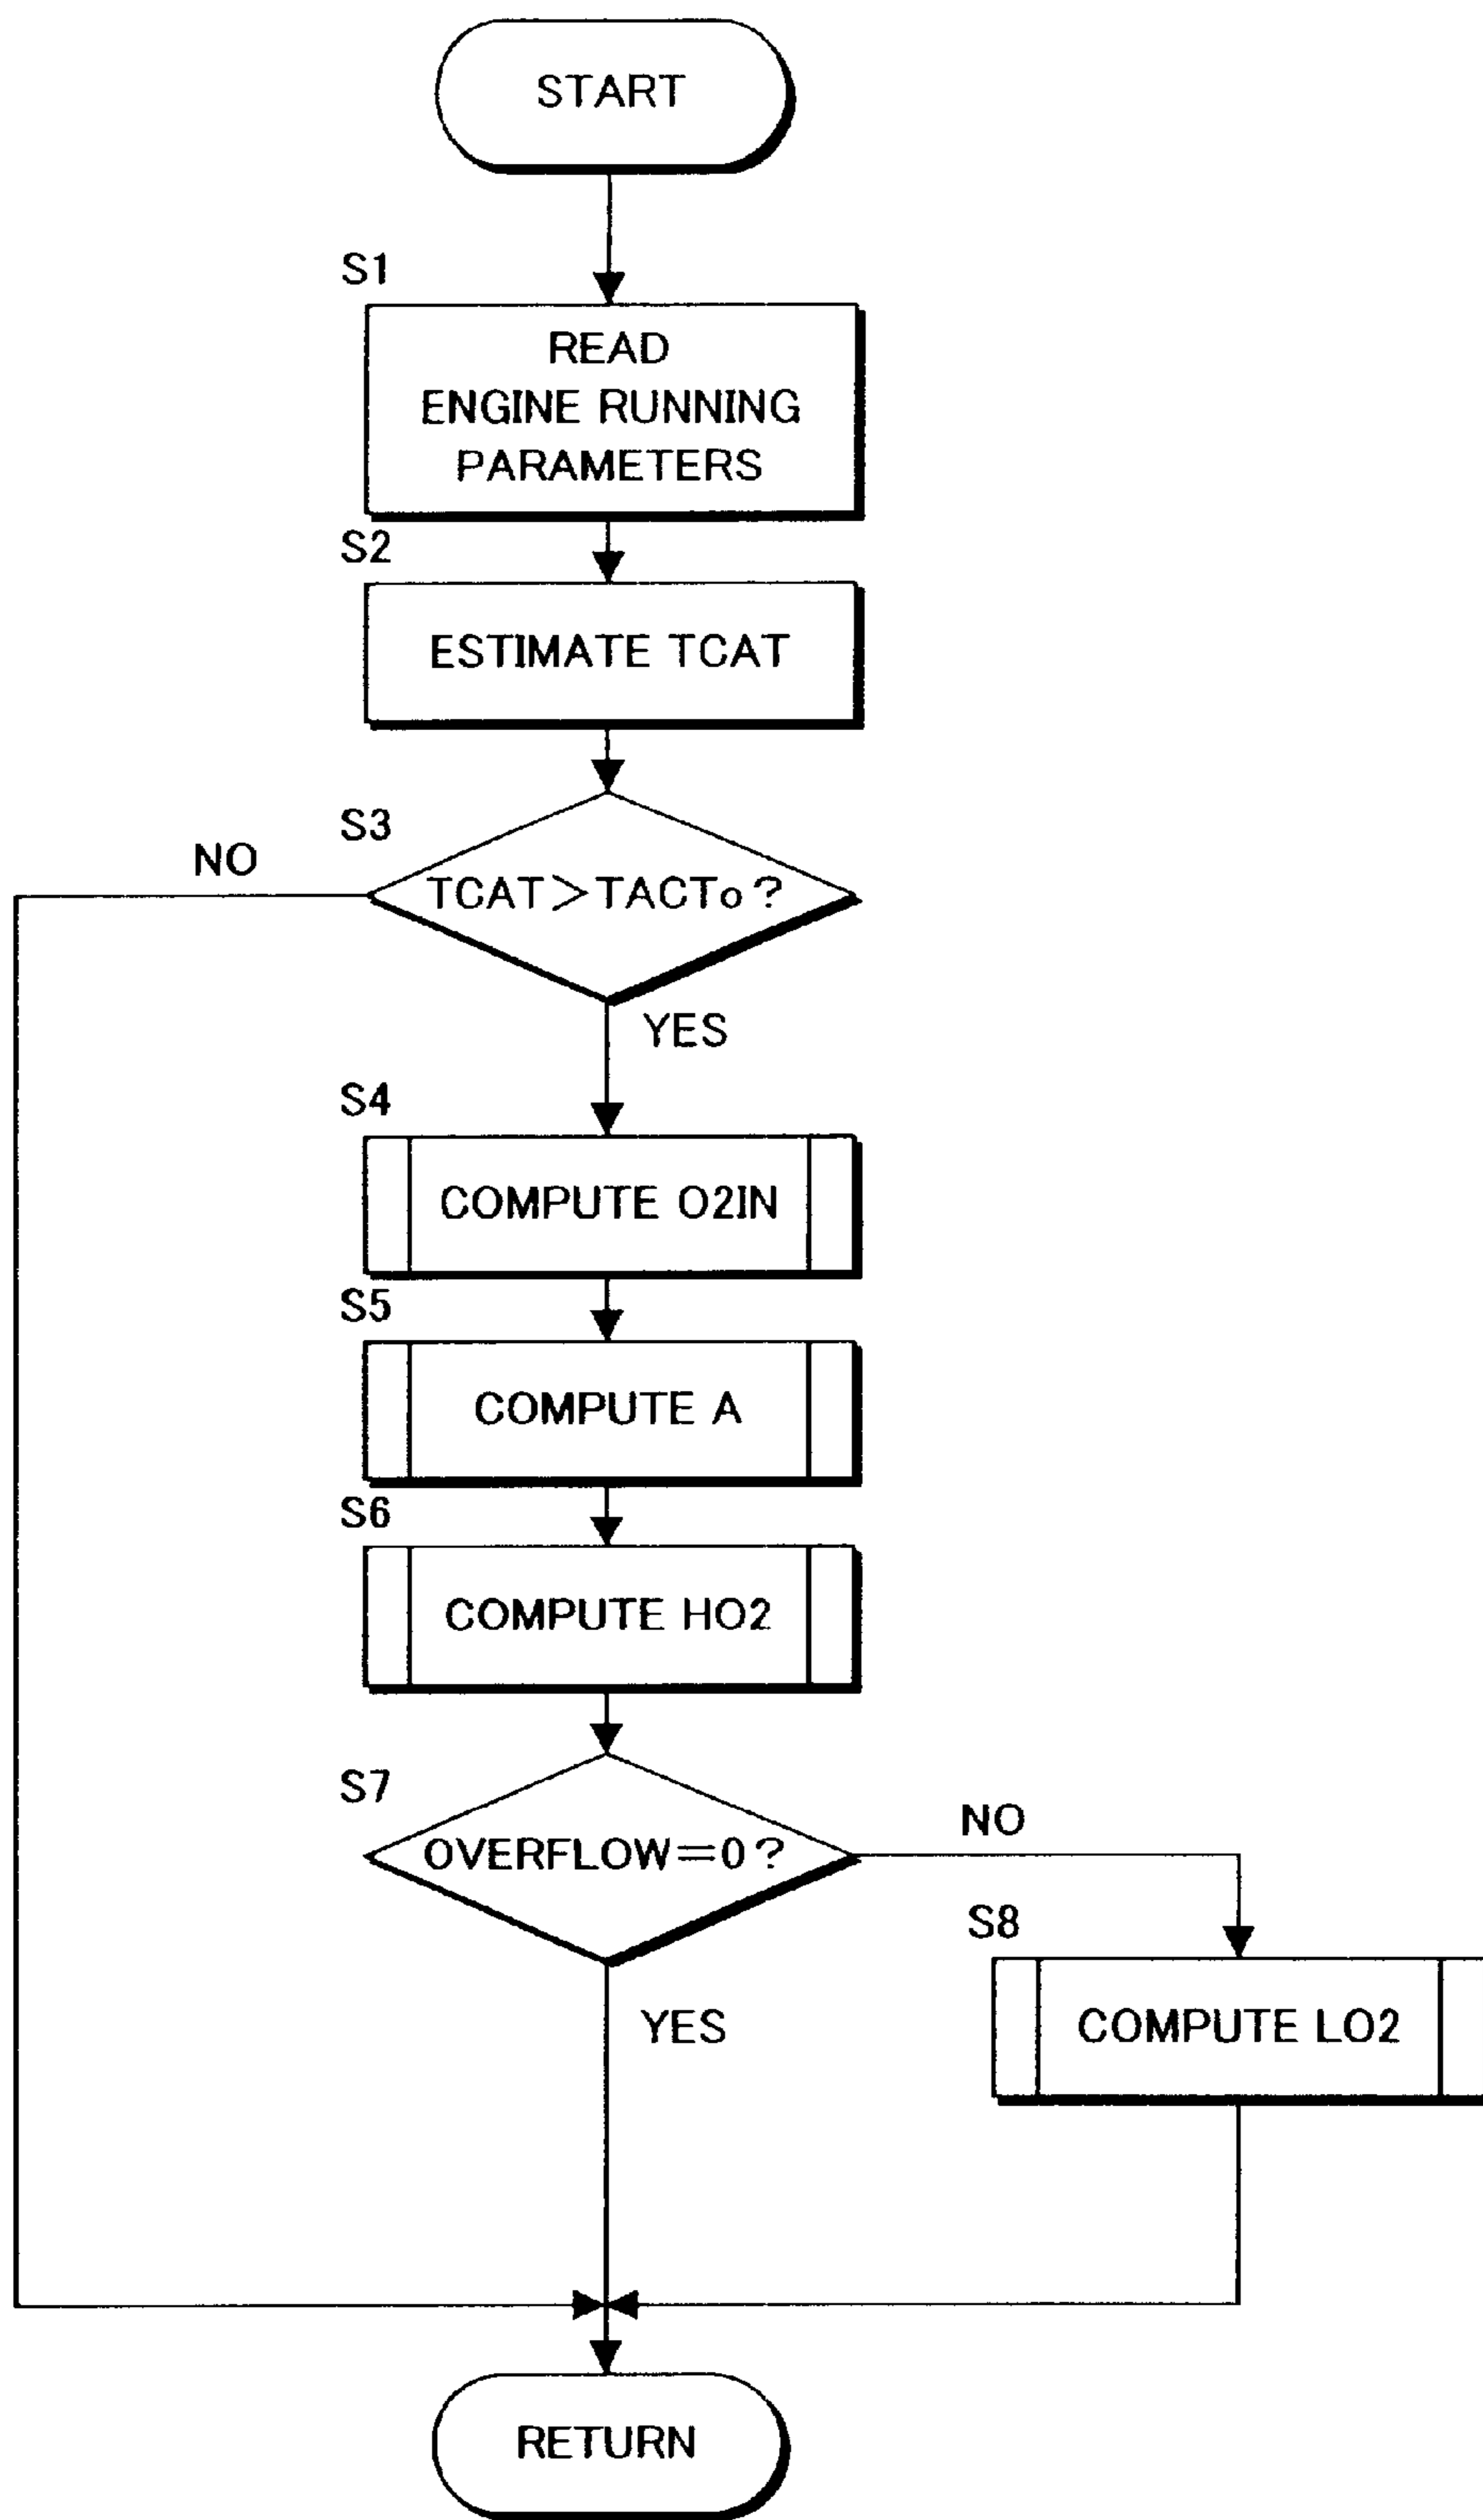 START
S1
READ
ENGINE RUNNING
PARAMETERS
S2
ESTIMATE TCAT
S3
NO
TCAT>TACTo?
YES
S4
COMPUTE O2IN
S5
COMPUTE A
S6
COMPUTE HO2
S7
NO
OVERFLOW=0?
S8
YES
COMPUTE LO2
RETURN